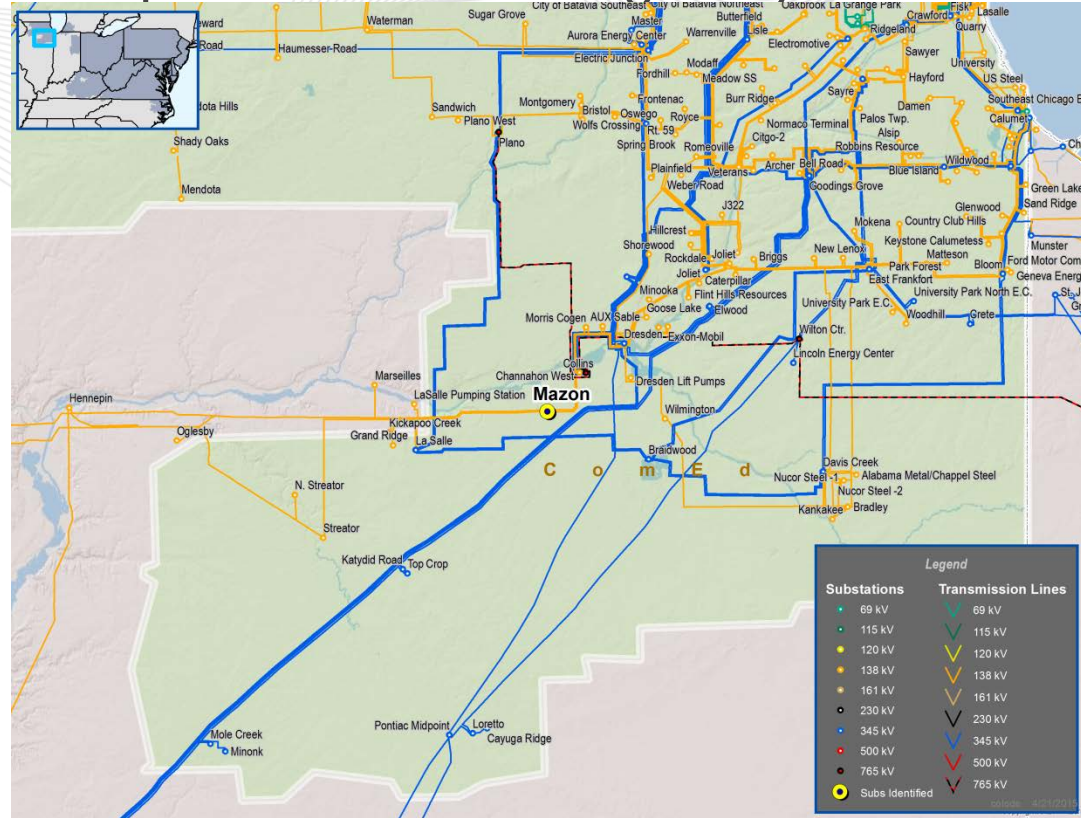 City of Batavia Southeast
City of Batavia Northeast
Butterfield
Oakbrook
La Grange Park
Crawford
Fisk
Lasalle
Quarry
Ridgeland
Steward
Waterman
Sugar Grove
Master
Warrenville
Lisle
Electromotive
Sawyer
University
Road
Haumesser-Road
Aurora Energy Center
Electric Junction
Modaff
Hayford
US Steel
Fordhill
Meadow SS
Sayre
Southeast Chicago E
Sandwich
Montgomery
Bristol
Oswego
Frontenac
Burr Ridge
Damen
Calumet
Plano West
Plano
Wolfs Crossing
Royce
Rt. 59
Normaco Terminal
Palos Twp.
Alsip
Spring Brook
Romeoville
Citgo-2
Robbins Resource
Shady Oaks
Plainfield
Veterans
Archer
Bell Road
Blue Island
Wildwood
Mendota
Weber Road
Goodings Grove
Green Lake
J322
Glenwood
Sand Ridge
Hillcrest
Mokena
Country Club Hills
Shorewood
New Lenox
Keystone
Calumetess
Munster
Rockdale
Joliet
Briggs
Matteson
Ford Motor Com
Joliet
Caterpillar
Park Forest
Bloom
Geneva Energ
Minooka
Flint Hills Resources
East Frankfort
Goose Lake
Elwood
University Park E.C.
University Park North E.C.
St. J
Morris Cogen
AUX Sable
Woodhill
Grete
Dresden
Exxon-Mobil
Wilton Ctr.
Collins
Lincoln Energy Center
Channahon West
Dresden Lift Pumps
Marseilles
Mazon
Hennepin
LaSalle Pumping Station
Wilmington
Kickapoo Creek
Oglesby
Grand Ridge
La Salle
Braidwood
C o m E d
Davis Creek
Nucor Steel -1
Alabama Metal/Chappel Steel
N. Streator
Nucor Steel -2
Kankakee
Bradley
Streator
Katydid Road
Top Crop
Pontiac Midpoint
Loretto
Cayuga Ridge
Mole Creek
Minonk
Legend
Substations
69 kV
115 kV
120 kV
138 kV
161 kV
230 kV
345 kV
500 kV
765 kV
Subs Identified
Transmission Lines
69 kV
115 kV
120 kV
138 kV
161 kV
230 kV
345 kV
500 kV
765 kV